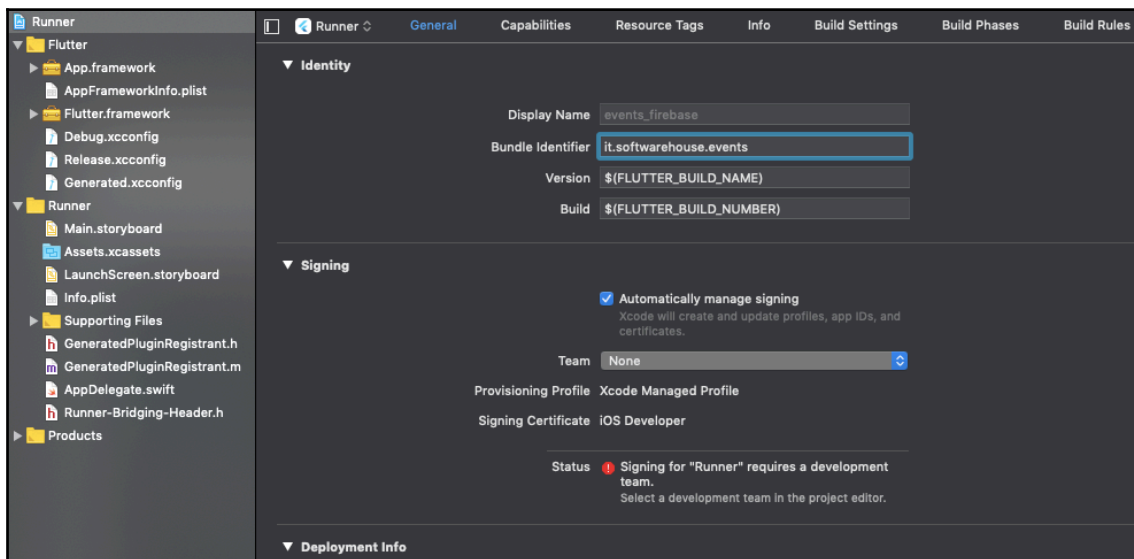 Runner
Flutter
App.framework
AppFrameworkInfo.plist
Flutter.framework
Debug.xcconfig
Release.xcconfig
Generated.xcconfig
Runner
Main.storyboard
Assets.xcassets
LaunchScreen.storyboard
Info.plist
Supporting Files
h GeneratedPluginRegistrant.h
m GeneratedPluginRegistrant.m
AppDelegate.swift
h Runner-Bridging-Header.h
Products
Runner General Capabilities Resource Tags Info Build Settings Build Phases Build Rules
Identity
Display Name events_firebase
Bundle Identifier it.softwarehouse.events
Version $(FLUTTER_BUILD_NAME)
Build $(FLUTTER_BUILD_NUMBER)
Signing
Automatically manage signing
Xcode will create and update profiles, app IDs, and
certificates.
Team None
Provisioning Profile Xcode Managed Profile
Signing Certificate iOS Developer
Status Signing for "Runner" requires a development
team.
Select a development team in the project editor.
Deployment Info